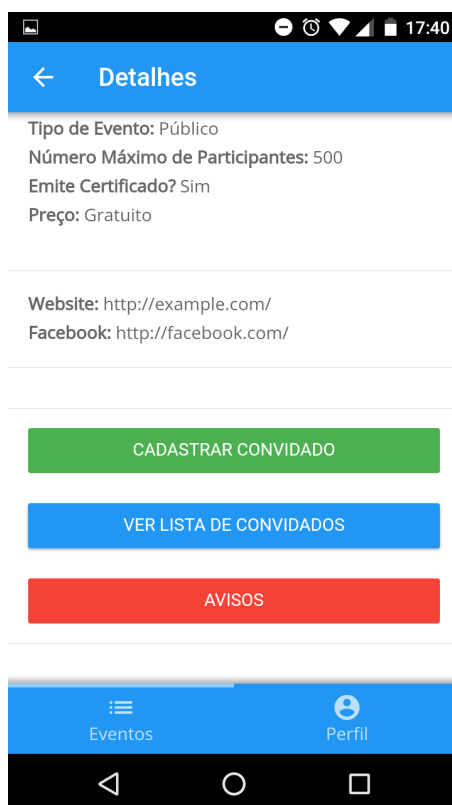 17:40
Detalhes
Tipo de Evento: Público
Número Máximo de Participantes: 500
Emite Certificado? Sim
Preço: Gratuito
Website: http://example.com/
Facebook: http://facebook.com/
CADASTRAR CONVIDADO
VER LISTA DE CONVIDADOS
AVISOS
Eventos
Perfil